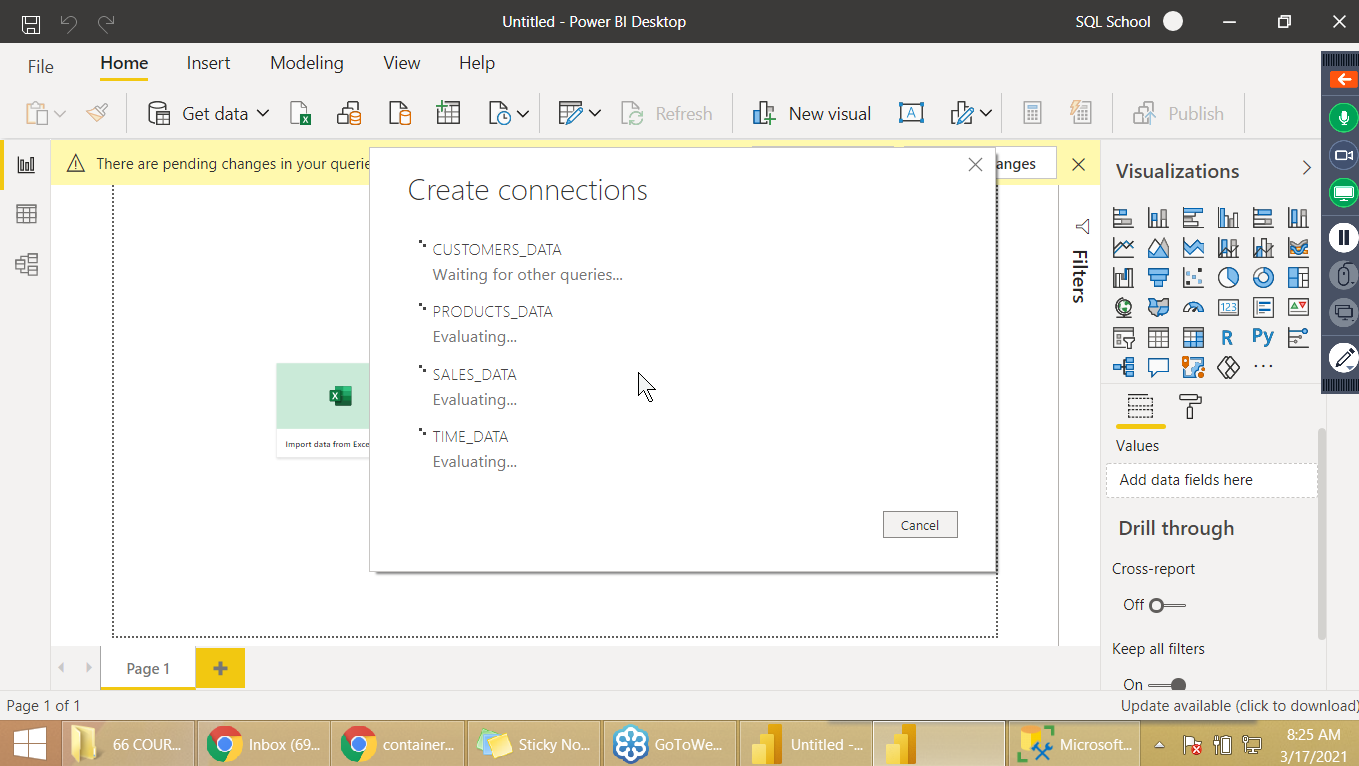 Untitled - Power BI Desktop
SQL School
File Home Insert Modeling View Help
Get data
Refresh
New visual
Publish
There are pending changes in your querie
anges
Create connections
CUSTOMERS_DATA
Waiting for other queries...
PRODUCTS_DATA
Evaluating...
SALES_DATA
Evaluating...
TIME_DATA
Evaluating...
Cancel
Import data from Exce
Filters
Visualizations
123
R
Py
...
Values
Add data fields here
Drill through
Cross-report
Off
Keep all filters
On
Page 1
Page 1 of 1
Update available (click to download)
66 COUR...
Inbox (69...
container...
Sticky No...
GoToWe...
Untitled -...
Microsoft...
8:25 AM
3/17/2021